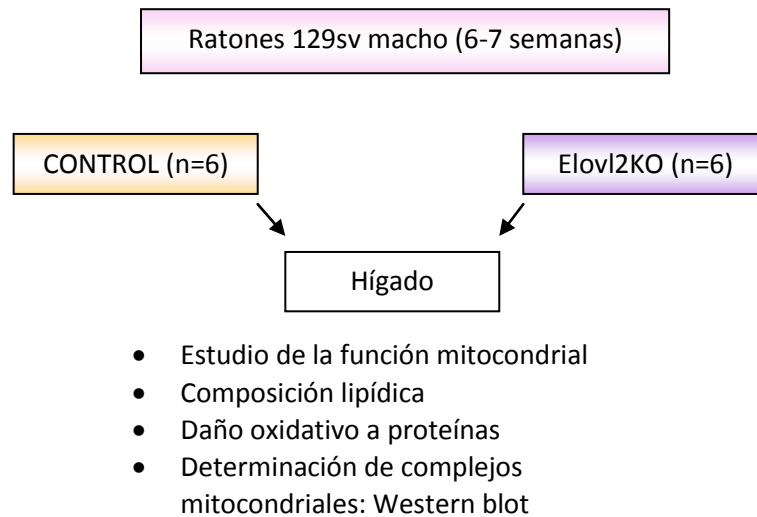 Ratones 129sv macho (6-7 semanas)
CONTROL (n=6)
Elovl2KO (n=6)
Hígado
• Estudio de la función mitocondrial
• Composición lipídica
• Daño oxidativo a proteínas
• Determinación de complejos
mitocondriales: Western blot